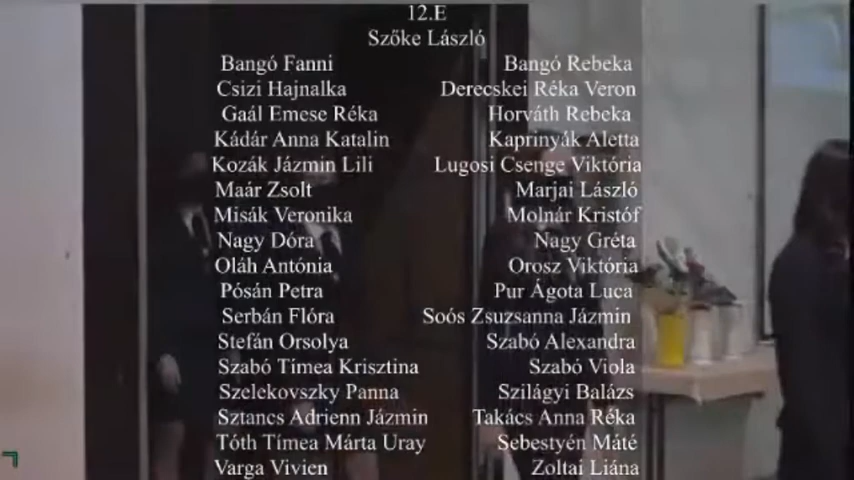 12.E
Szőke László
Bangó Fanni Bangó Rebeka
Csizi Hajnalka Derecskei Réka Veron
Gaál Emese Réka Horváth Rebeka
Kádár Anna Katalin Kaprinyák Aletta
Kozák Jázmin Lili Lugosi Csenge Viktória
Maár Zsolt Marjai László
Misák Veronika Molnár Kristóf
Nagy Dóra Nagy Gréta
Oláh Antónia Orosz Viktória
Pósán Petra Pur Ágota Luca
Serbán Flóra Soós Zsuzsanna Jázmin
Stefán Orsolya Szabó Alexandra
Szabó Tímea Krisztina Szabó Viola
Szelekovszky Panna Szilágyi Balázs
Sztancs Adrienn Jázmin Takács Anna Réka
Tóth Tímea Márta Uray Sebestyén Máté
Varga Vivien Zoltai Liána